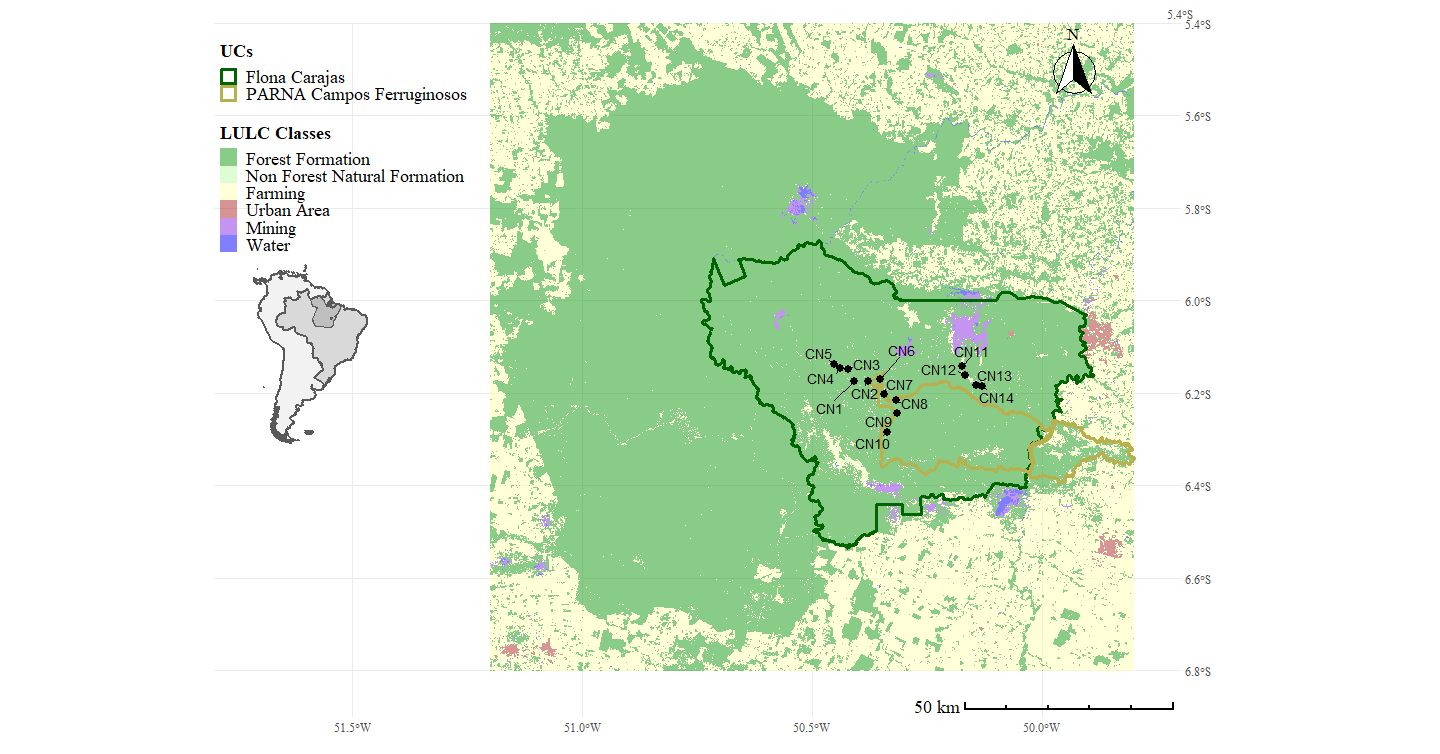 UCs
Flona Carajas
PARNA Campos Ferruginosos
LULC Classes
Forest Formation
Non Forest Natural Formation
Farming
Urban Area
Mining
Water
5.4°S
5.4°S
N
5.6°S
5.8°S
6.0°S
CN5
CN3
CN6
CN11
CN4
CN12
CN13
CN1
CN2
CN7
CN14
CN8
6.2°S
CN9
CN10
6.4°S
6.6°S
6.8°S
50 km
51.5°W
51.0°W
50.5°W
50.0°W